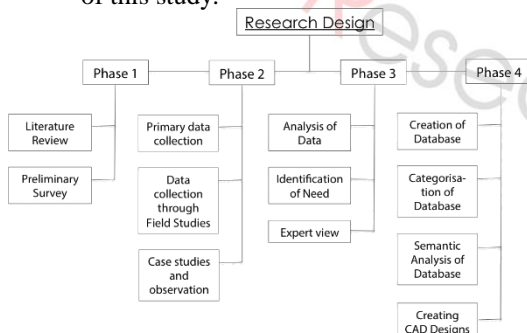 of this study.
Research Design
Phase 1
Phase 2
Phase 3
Phase 4
Literature
Review
Preliminary
Survey
Primary data
collection
Data
collection
through
Field Studies
Case studies
and
observation
Analysis of
Data
Identification
of Need
Expert view
Creation of
Database
Categorisa-
tion of
Database
Semantic
Analysis of
Database
Creating
CAD Designs